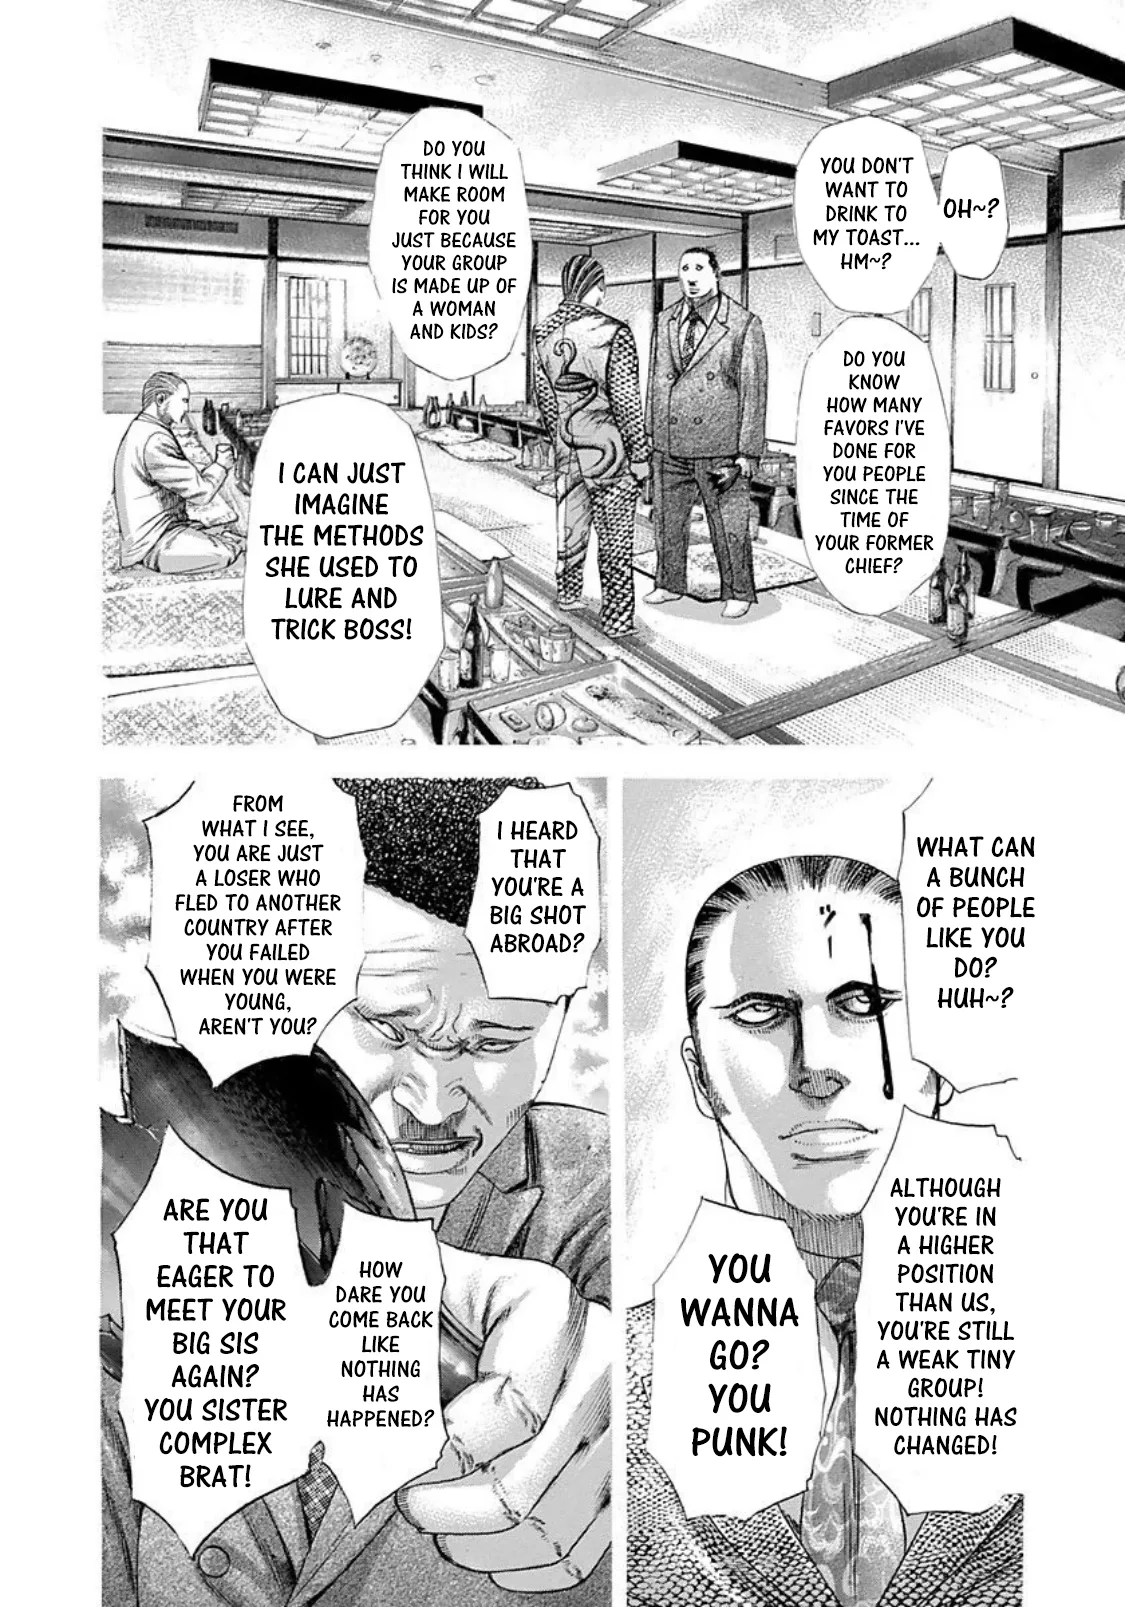 OH~?
YOU DON'T
WANT TO
DRINK TO
MY TOAST...
HM~?
DO YOU
KNOW
HOW MANY
FAVORS I'VE
DONE FOR
YOU PEOPLE
SINCE THE
TIME OF
YOUR FORMER
CHIEF?
DO YOU
THINK I WILL
MAKE ROOM
FOR YOU
JUST BECAUSE
YOUR GROUP
IS MADE UP OF
A WOMAN
AND KIDS?
I CAN JUST
IMAGINE
THE METHODS
SHE USED TO
LURE AND
TRICK BOSS!
WHAT CAN
A BUNCH
OF PEOPLE
LIKE YOU
DO?
HUH~?
ツ
ー
ALTHOUGH
YOU'RE IN
A HIGHER
POSITION
THAN US,
YOU'RE STILL
A WEAK TINY
GROUP!
NOTHING HAS
CHANGED!
YOU
WANNA
GO?
YOU
PUNK!
I HEARD
THAT
YOU'RE A
BIG SHOT
ABROAD?
FROM
WHAT I SEE,
YOU ARE JUST
A LOSER WHO
FLED TO ANOTHER
COUNTRY AFTER
YOU FAILED
WHEN YOU WERE
YOUNG,
AREN'T YOU?
HOW
DARE YOU
COME BACK
LIKE
NOTHING
HAS
HAPPENED?
ARE YOU
THAT
EAGER TO
MEET YOUR
BIG SIS
AGAIN?
YOU SISTER
COMPLEX
BRAT!